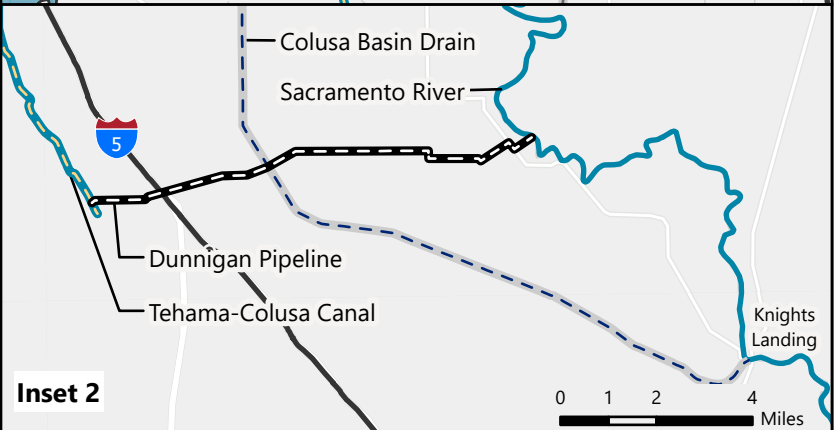 Colusa Basin Drain
Sacramento River
5
Dunnigan Pipeline
Tehama-Colusa Canal
Knights
Landing
Inset 2
0 1 2 4
Miles